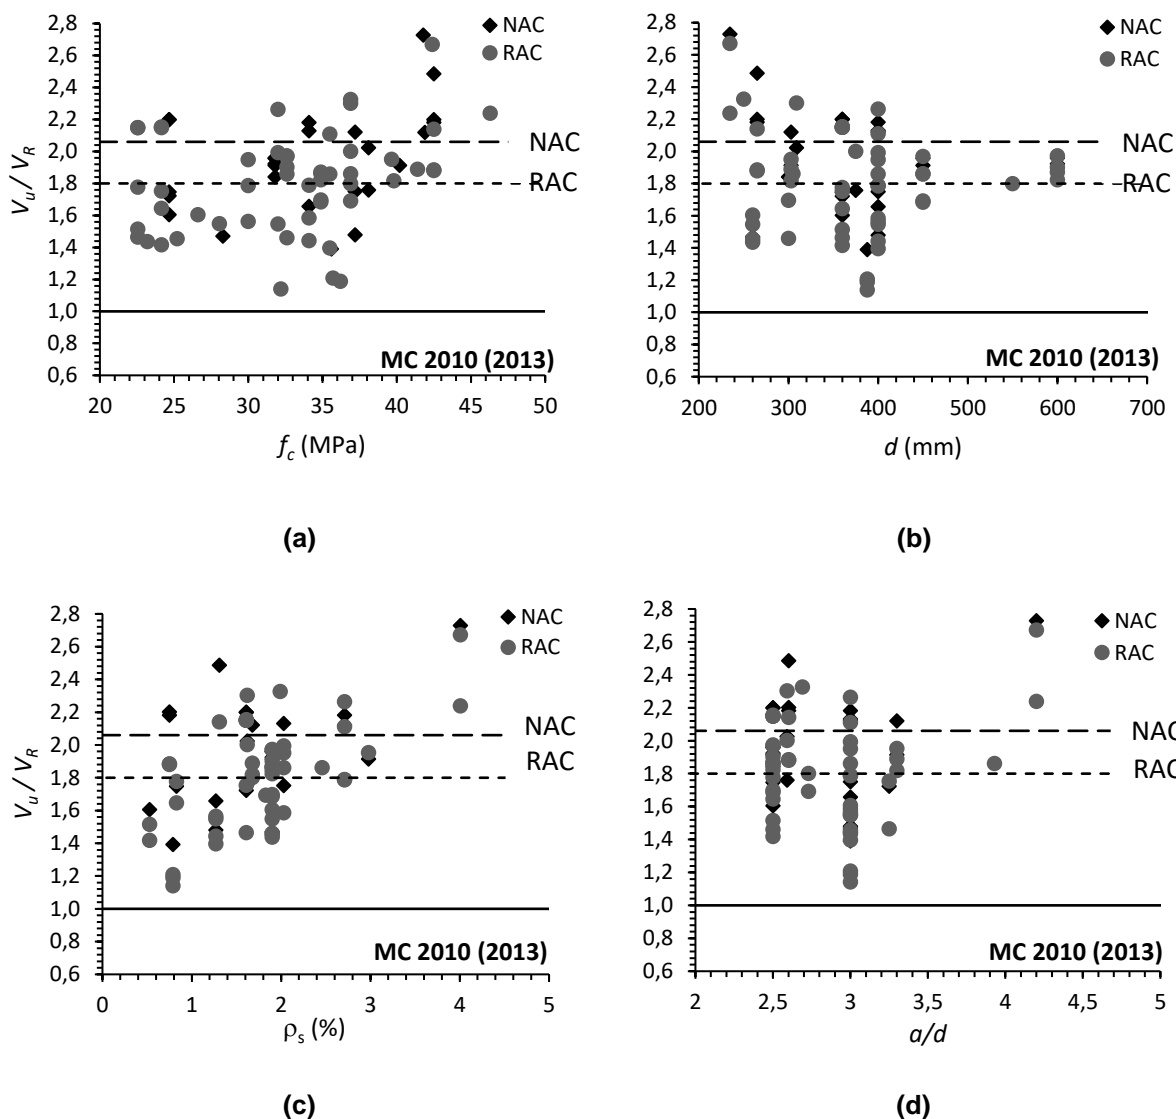 2,8
2,6
2,4
2,2
2,0
1,8
1,6
1,4
1,2
1,0
0,8
0,6
V_u / V_R
NAC
RAC
NAC
RAC
MC 2010 (2013)
20 25 30 35 40 45 50
f_c (MPa)
(a)
2,8
2,6
2,4
2,2
2,0
1,8
1,6
1,4
1,2
1,0
0,8
0,6
NAC
RAC
NAC
RAC
MC 2010 (2013)
200 300 400 500 600 700
d (mm)
(b)
2,8
2,6
2,4
2,2
2,0
1,8
1,6
1,4
1,2
1,0
0,8
0,6
V_u / V_R
NAC
RAC
NAC
RAC
MC 2010 (2013)
0 1 2 3 4 5
ρ_s (%)
(c)
2,8
2,6
2,4
2,2
2,0
1,8
1,6
1,4
1,2
1,0
0,8
0,6
NAC
RAC
NAC
RAC
MC 2010 (2013)
2 2,5 3 3,5 4 4,5 5
a/d
(d)